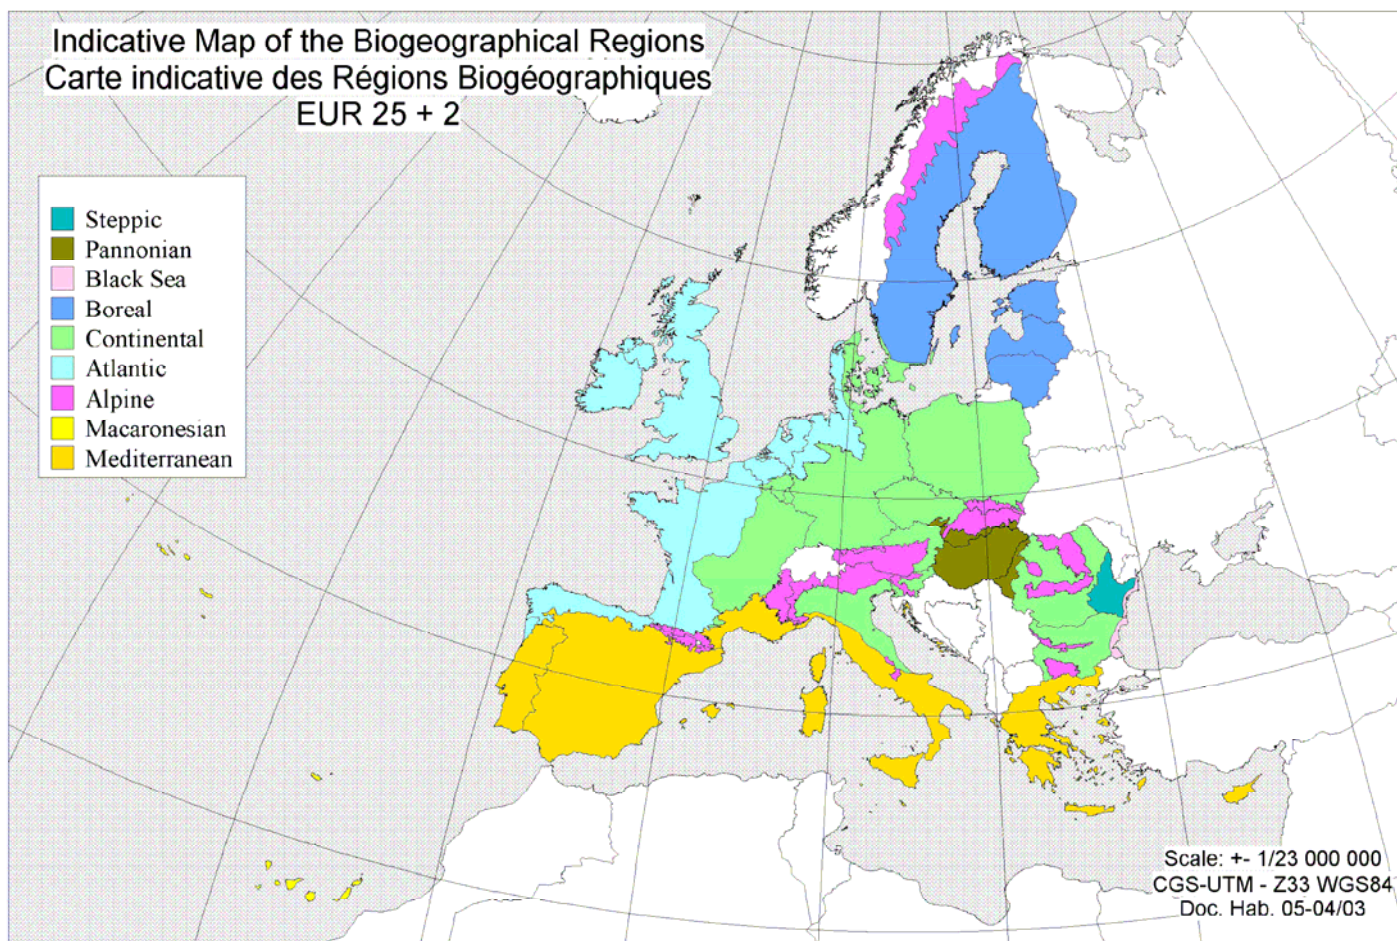 Indicative Map of the Biogeographical Regions
Carte indicative des Régions Biogéographiques
EUR 25 + 2
Steppic
Pannonian
Black Sea
Boreal
Continental
Atlantic
Alpine
Macaronesian
Mediterranean
Scale: +- 1/23 000 000
CGS-UTM - Z33 WGS84
Doc. Hab. 05-04/03